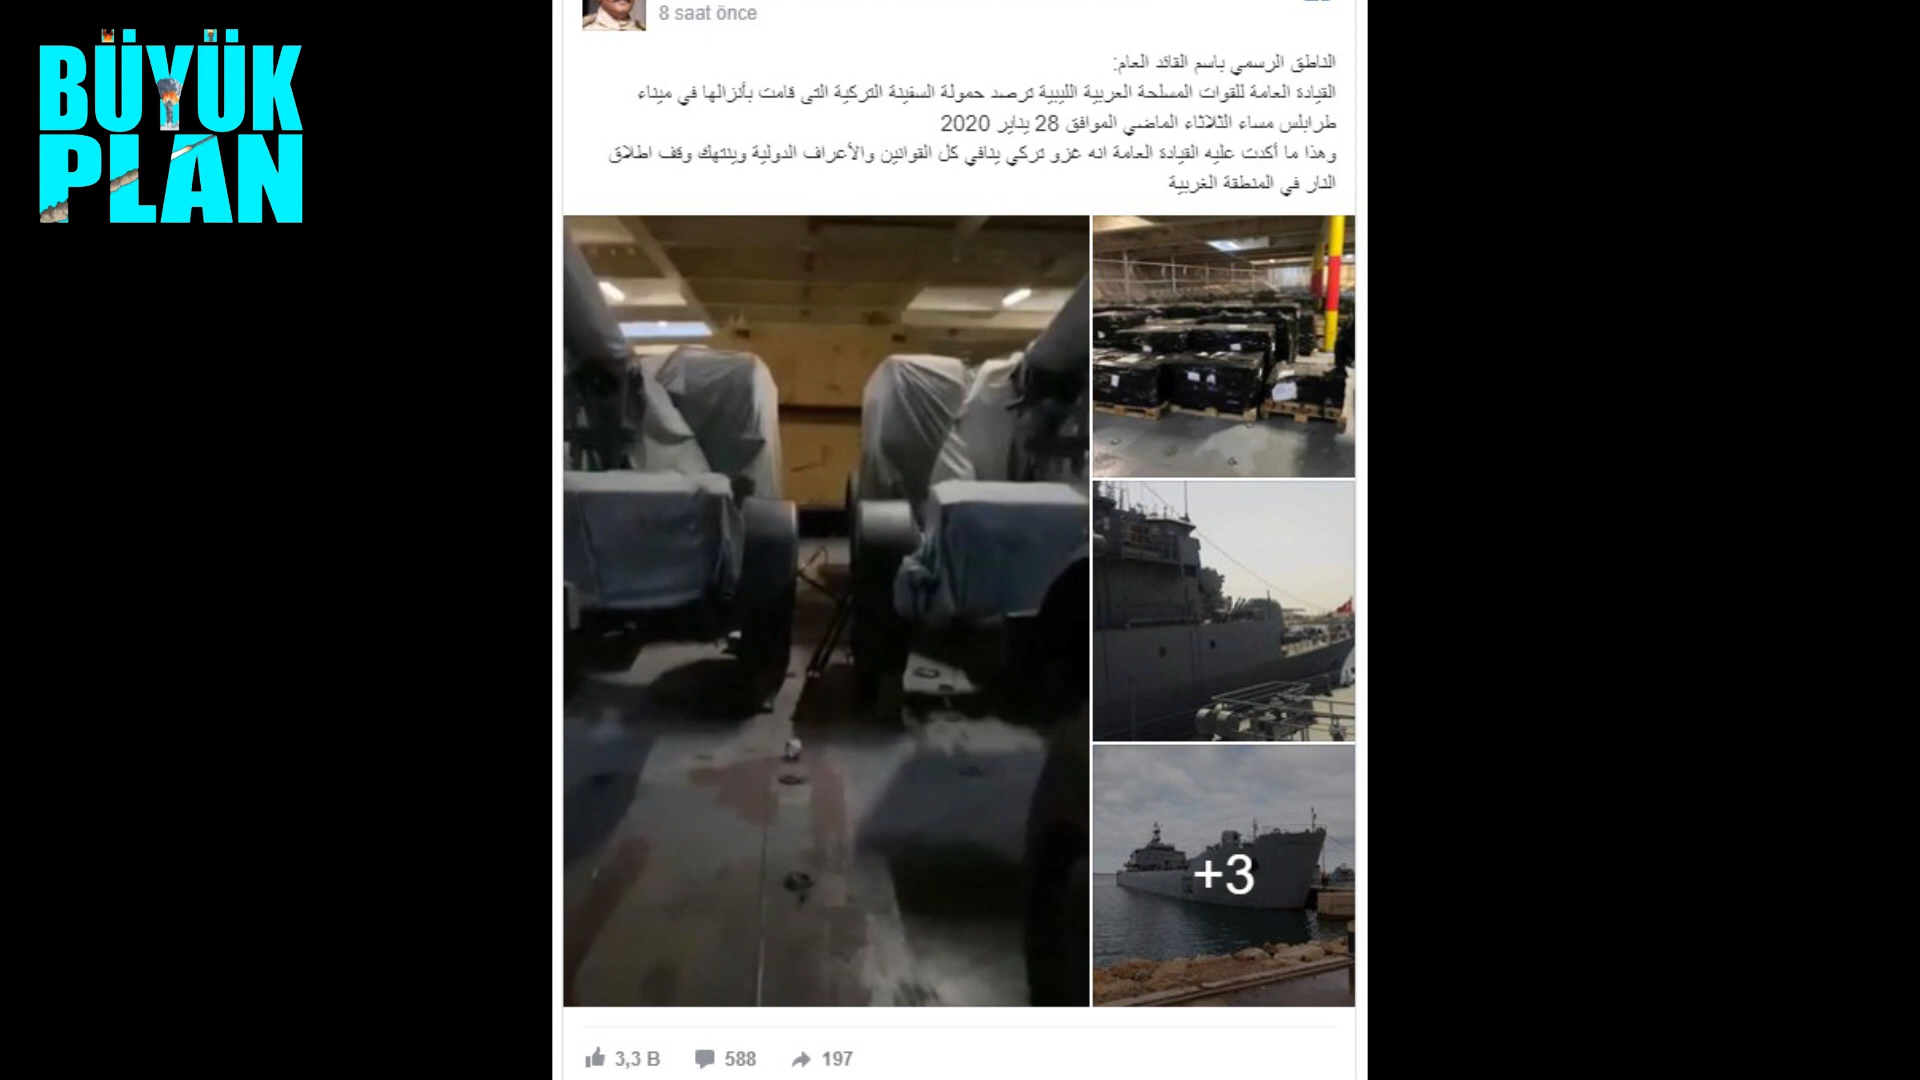 BÜYÜK
PLAN
8 saat önce
الناطق الرسمي باسم القائد العام:
القيادة العامة للقوات المسلحة العربية الليبية ترصد حمولة السفينة التركية التى قامت بأنزالها في ميناء
طرابلس مساء الثلاثاء الماضي الموافق 28 يناير 2020
وهذا ما أكدت عليه القيادة العامة انه غزو تركي ينافي كل القوانين والأعراف الدولية وينتهك وقف اطلاق
النار في المنطقة الغربية
+3
3,3 B 588 197